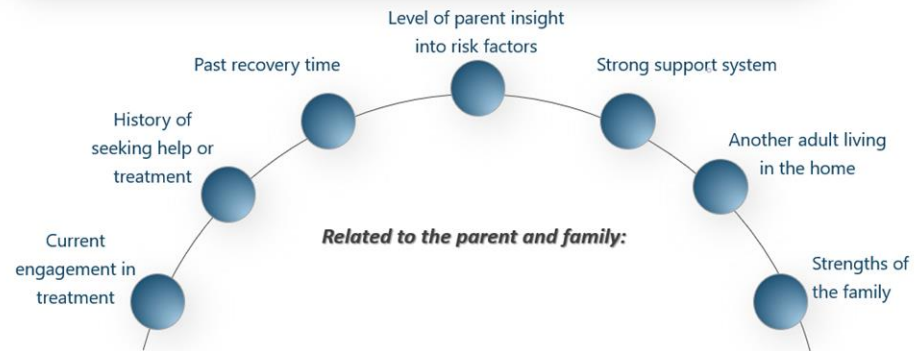 Level of parent insight
into risk factors
Past recovery time
Strong support system
History of
seeking help or
treatment
Another adult living
in the home
Related to the parent and family:
Current
engagement in
treatment
Strengths of
the family